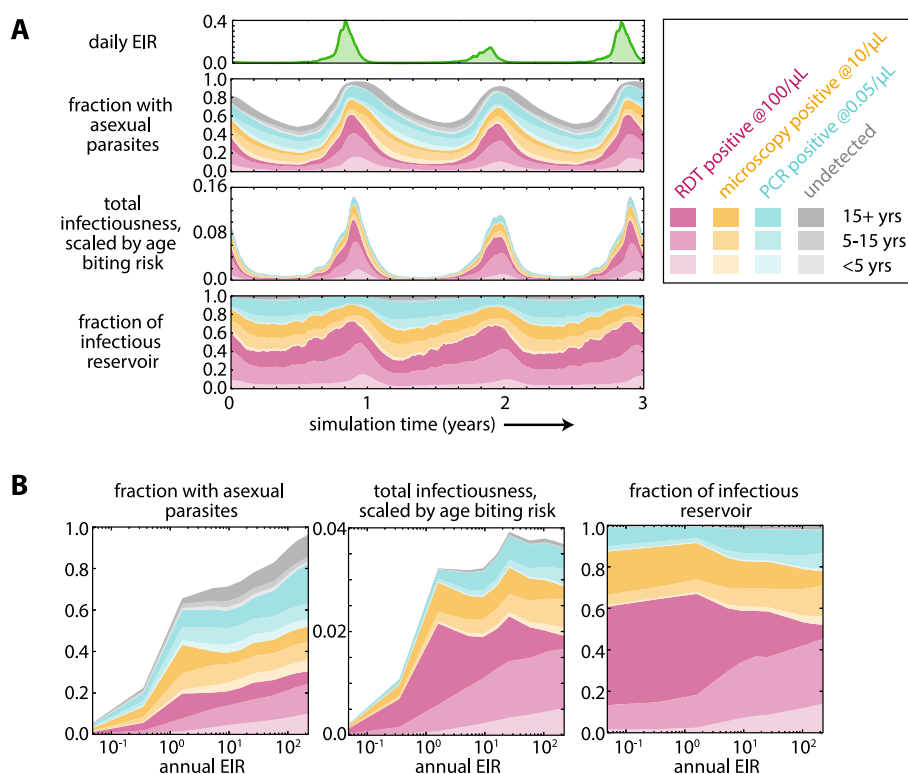 A
daily EIR
0.4
0.0
fraction with
asexual
parasites
1.0
0.8
0.6
0.4
0.2
0.0
total
infectiousness,
scaled by age
biting risk
0.16
0.08
0.0
fraction of
infectious
reservoir
1.0
0.8
0.6
0.4
0.2
0.0
0 1 2 3
simulation time (years)
RDT positive @100/µL
microscopy positive @10/µL
PCR positive @0.05/µL
undetected
15+ yrs
5-15 yrs
<5 yrs
B
fraction with asexual
parasites
1.0
0.8
0.6
0.4
0.2
0.0
10⁻¹ 10⁰ 10¹ 10²
annual EIR
total infectiousness,
scaled by age biting risk
0.04
0.02
0.0
10⁻¹ 10⁰ 10¹ 10²
annual EIR
fraction of infectious
reservoir
1.0
0.8
0.6
0.4
0.2
0.0
10⁻¹ 10⁰ 10¹ 10²
annual EIR